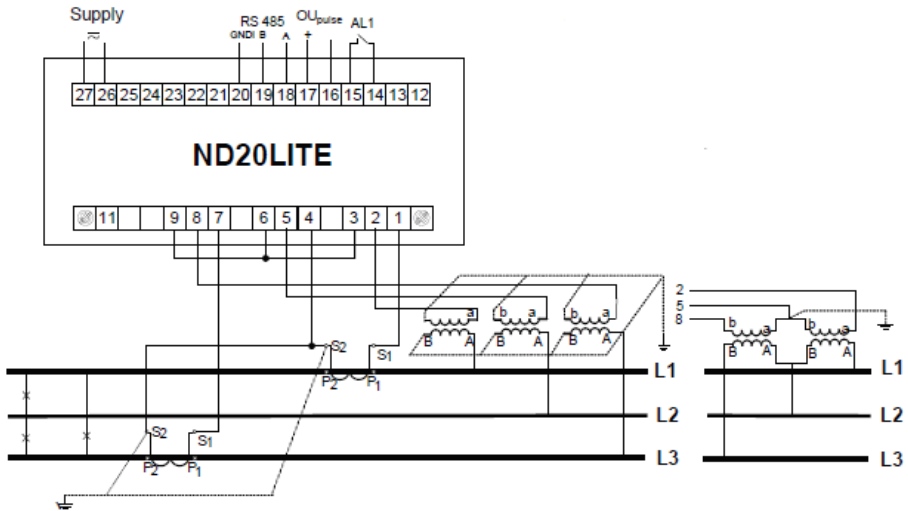 Supply
RS 485 OUpulse AL1
GNDI B A +
27 26 25 24 23 22 21 20 19 18 17 16 15 14 13 12
ND20LITE
11 9 8 7 6 5 4 3 2 1
2
5
8
b a b a b a
B A B A B A
b a b a
B A B A
S2 S1
P2 P1
L1 L1
L2 L2
S2 S1
P2 P1
L3 L3